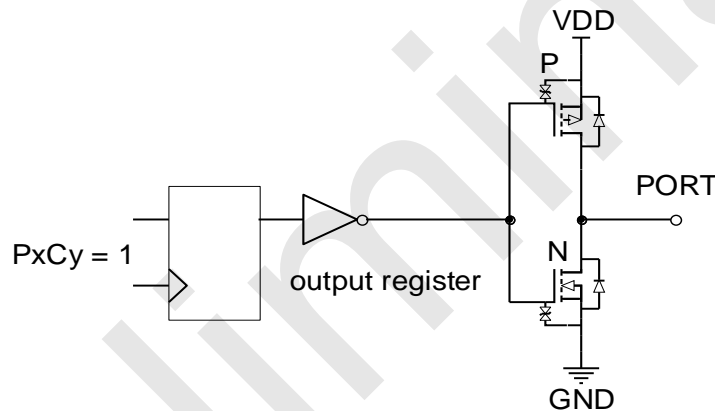 VDD
P
PORT
PxCy = 1
N
output register
GND